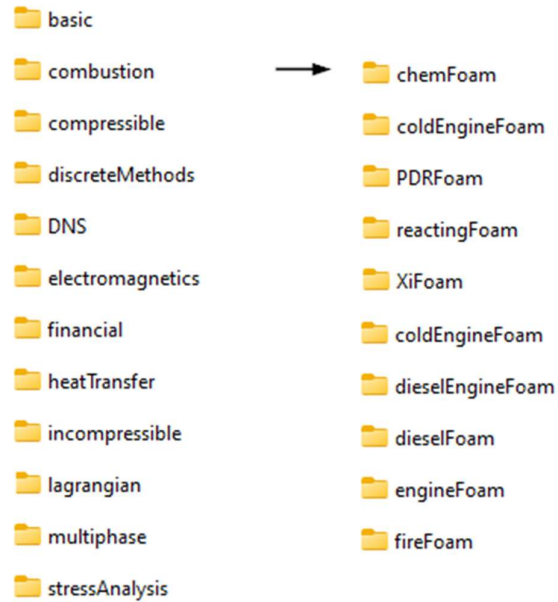 basic
combustion
compressible
discreteMethods
DNS
electromagnetics
financial
heatTransfer
incompressible
lagrangian
multiphase
stressAnalysis
chemFoam
coldEngineFoam
PDRFoam
reactingFoam
XiFoam
coldEngineFoam
dieselEngineFoam
dieselFoam
engineFoam
fireFoam